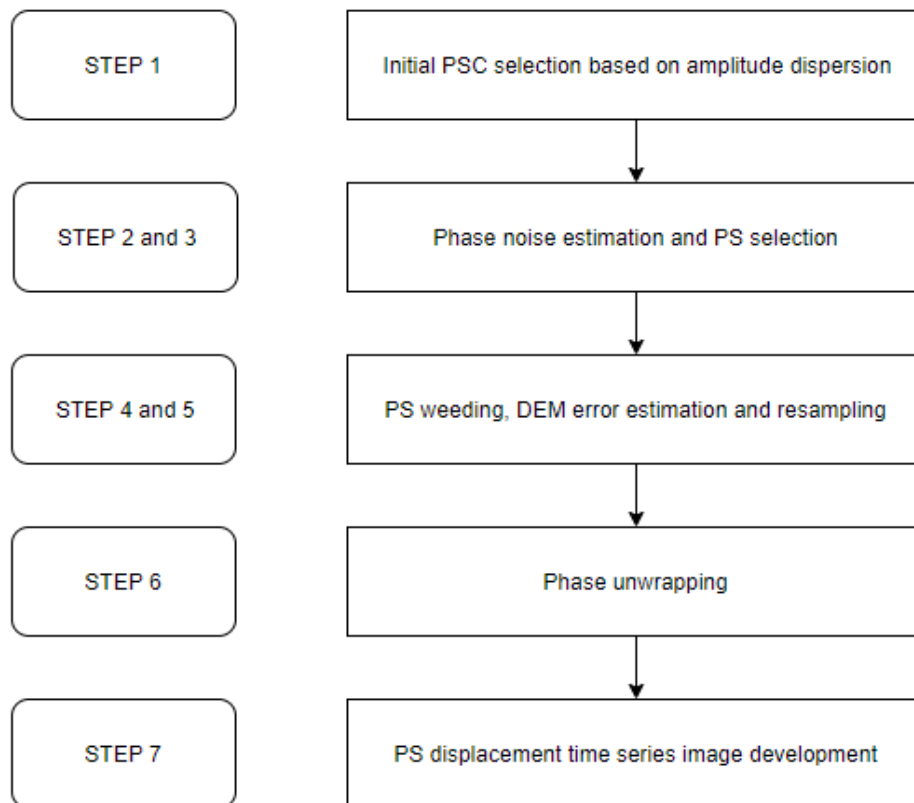 STEP 1
Initial PSC selection based on amplitude dispersion
STEP 2 and 3
Phase noise estimation and PS selection
STEP 4 and 5
PS weeding, DEM error estimation and resampling
STEP 6
Phase unwrapping
STEP 7
PS displacement time series image development